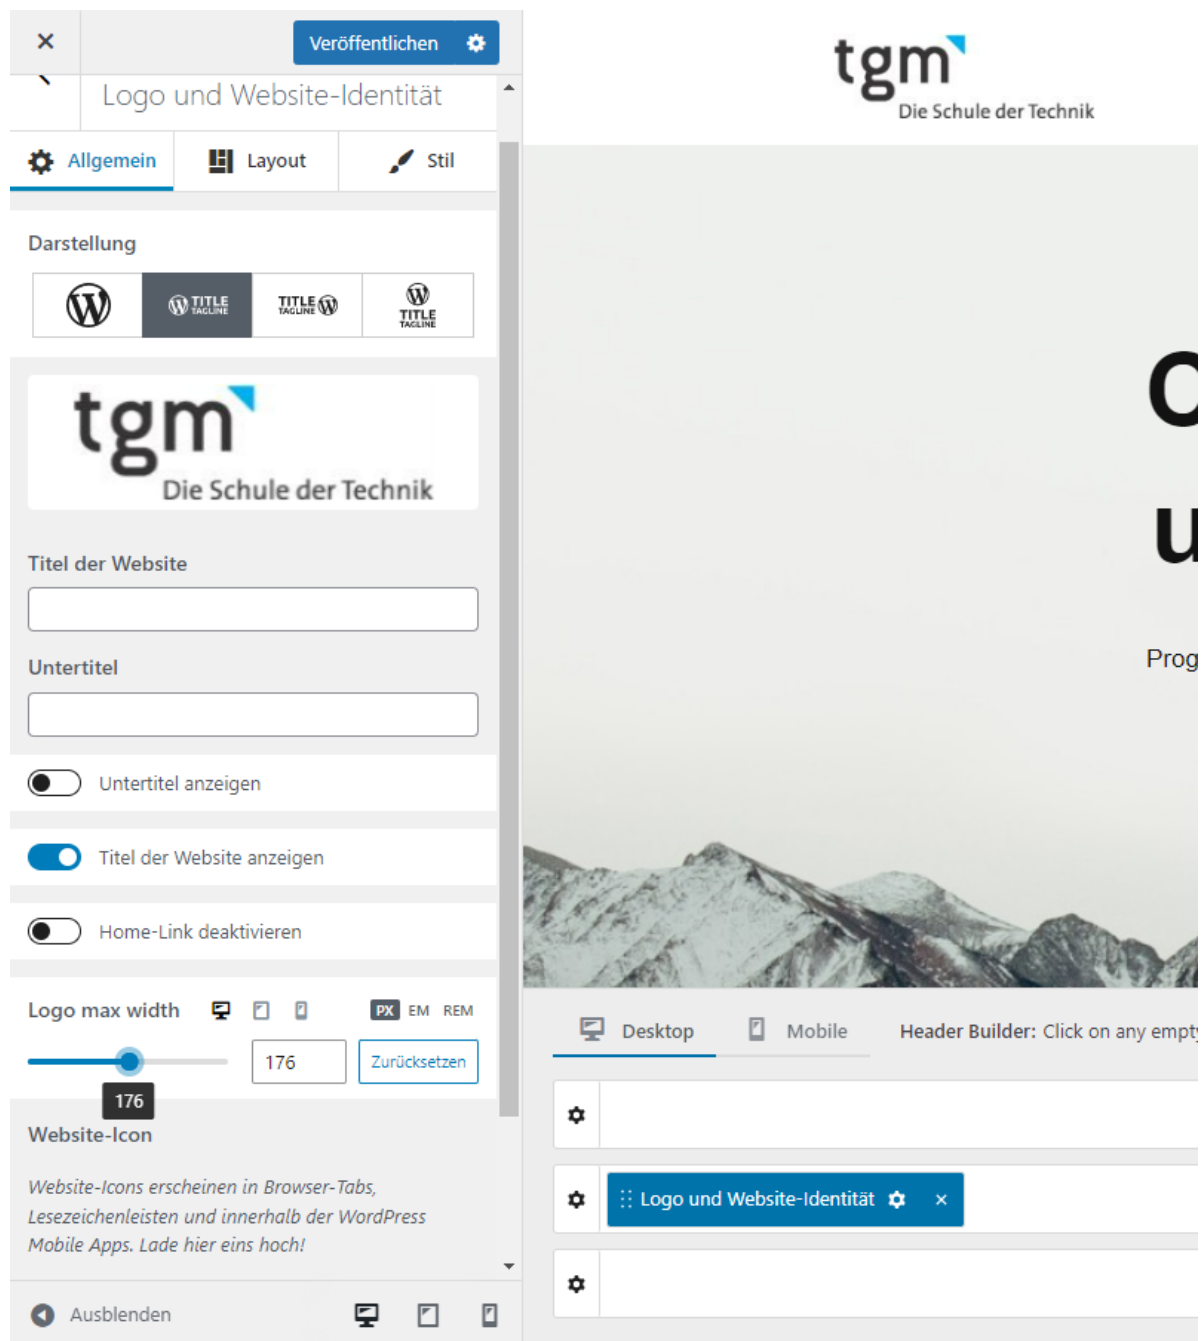 Veröffentlichen
Logo und Website-Identität
Allgemein
Layout
Stil
Darstellung
TITLE
TAGLINE
TITLE
TAGLINE
TITLE
TAGLINE
tgm
Die Schule der Technik
Titel der Website
Untertitel
Untertitel anzeigen
Titel der Website anzeigen
Home-Link deaktivieren
Logo max width
PX EM REM
176
Zurücksetzen
176
Website-Icon
Website-Icons erscheinen in Browser-Tabs,
Lesezeichenleisten und innerhalb der WordPress
Mobile Apps. Lade hier eins hoch!
Ausblenden
tgm
Die Schule der Technik
u
Prog
Desktop
Mobile
Header Builder: Click on any empty
Logo und Website-Identität